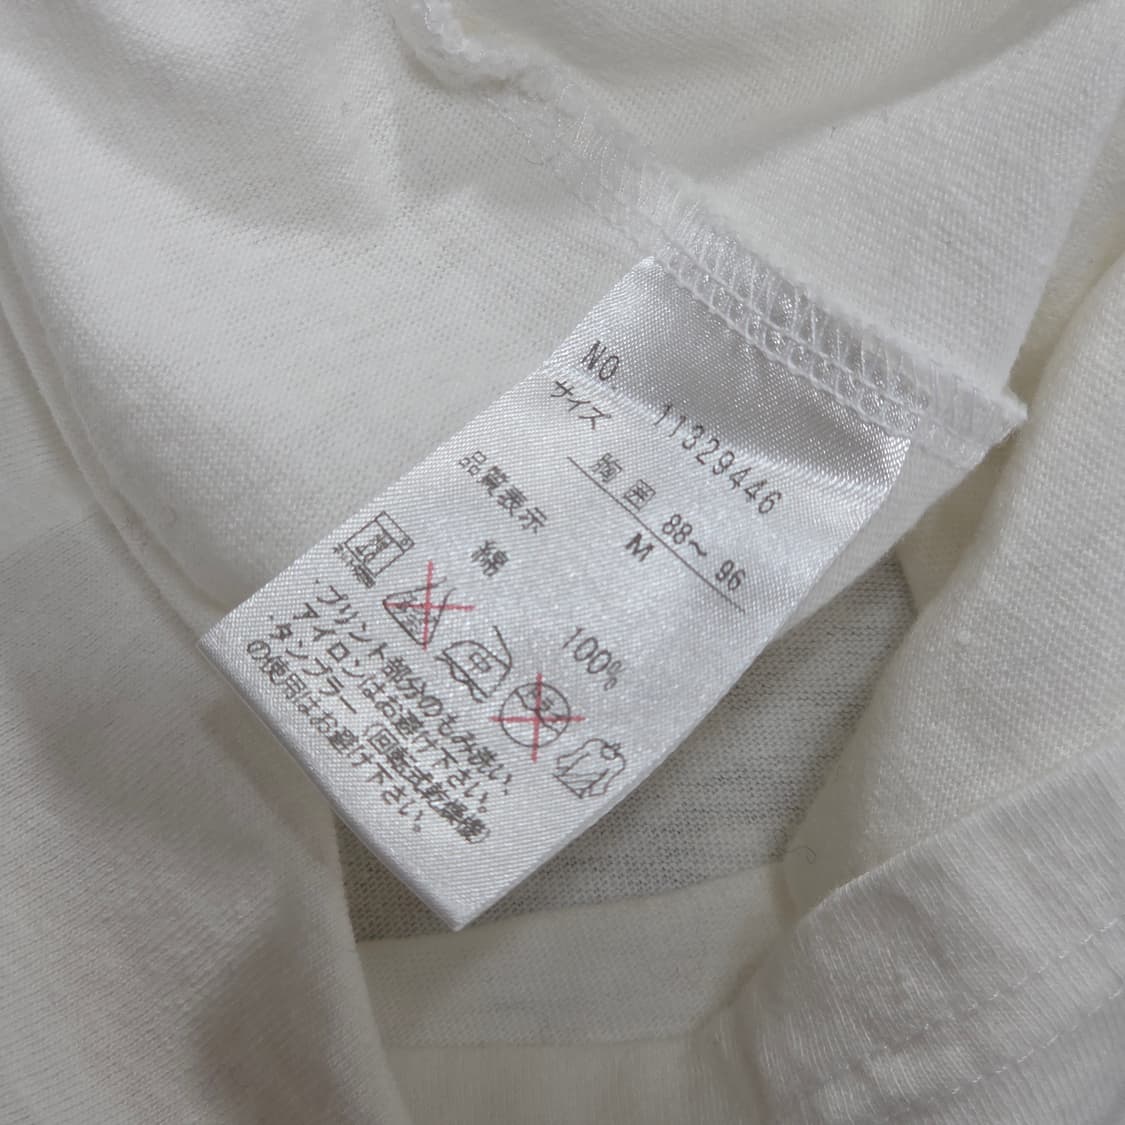 NO. 11329446
サイズ
胸囲 88～96
M
品質表示
綿 100%
中
・プリント部分のもみ洗い、
アイロンはお避け下さい。
・タンブラー（回転式乾燥機）
の使用はお避け下さい。